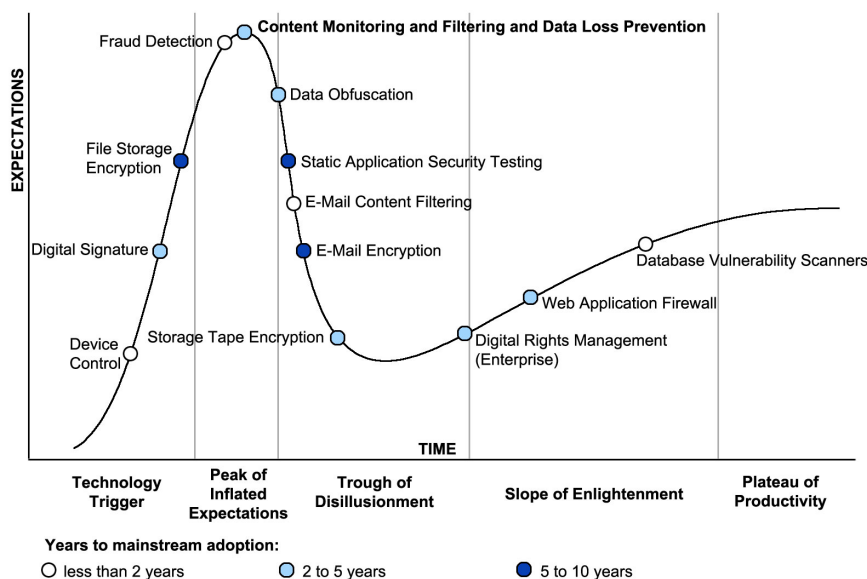 Content Monitoring and Filtering and Data Loss Prevention
Fraud Detection
Data Obfuscation
EXPECTATIONS
File Storage
Encryption
Static Application Security Testing
E-Mail Content Filtering
Digital Signature
E-Mail Encryption
Database Vulnerability Scanners
Web Application Firewall
Storage Tape Encryption
Digital Rights Management
(Enterprise)
Device
Control
TIME
Technology
Trigger
Peak of
Inflated
Expectations
Trough of
Disillusionment
Slope of Enlightenment
Plateau of
Productivity
Years to mainstream adoption:
less than 2 years
2 to 5 years
5 to 10 years